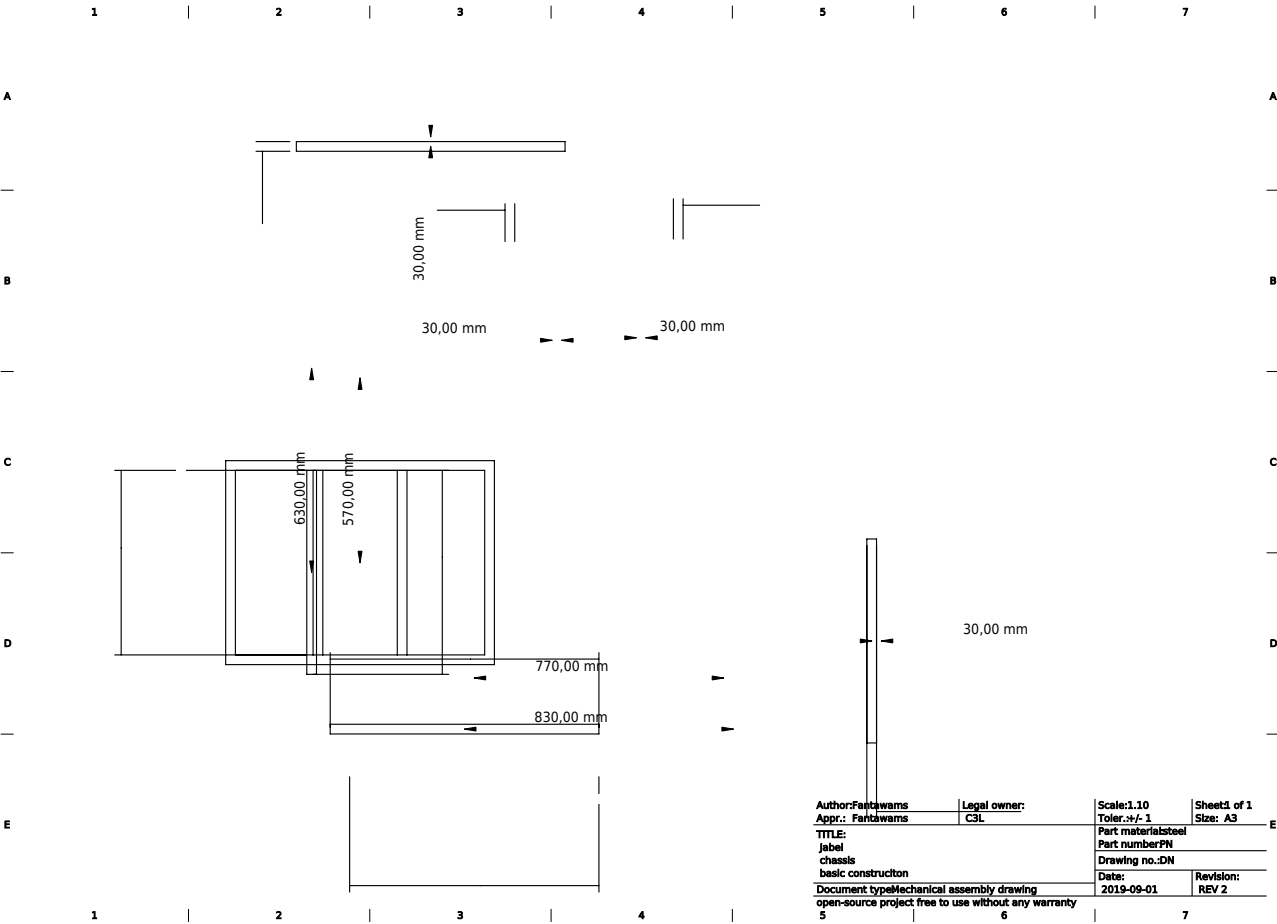 1 2 3 4 5 6 7
A A
30,00 mm
B B
30,00 mm 30,00 mm
C C
630,00 mm 570,00 mm
30,00 mm
D D
770,00 mm
830,00 mm
Author:Fantawams Legal owner: Scale:1.10 Sheet:1 of 1
Appr.: Fantawams C3L Toler.:+/- 1 Size: A3
E E
TITLE: Part material:steel
Jabel Part number:PN
chassis Drawing no.:DN
basic construciton Date: Revision:
Document type:Mechanical assembly drawing 2019-09-01 REV 2
open-source project free to use without any warranty
1 2 3 4 5 6 7